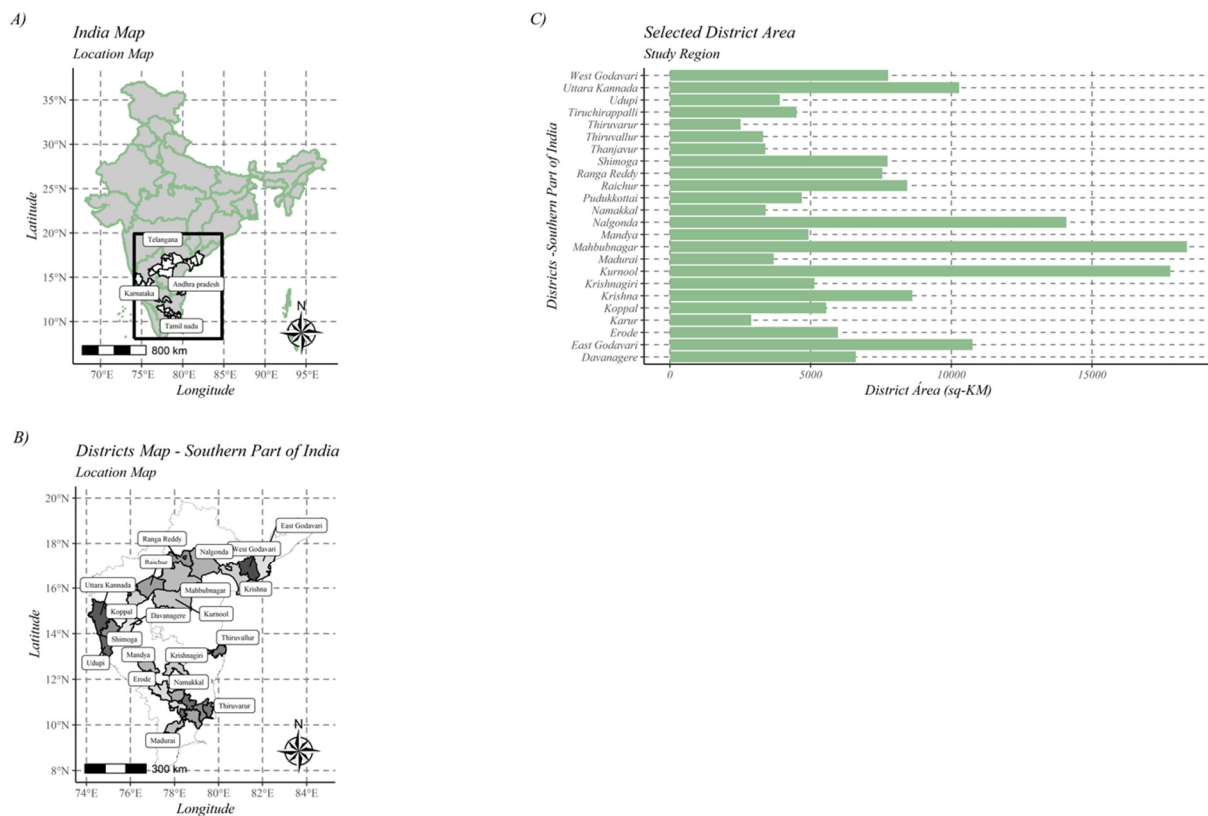 A)
India Map
Location Map
35°N
30°N
25°N
20°N
15°N
10°N
Latitude
Telangana
Andhra pradesh
Karnataka
Tamil nadu
N
800 km
70°E 75°E 80°E 85°E 90°E 95°E
Longitude
B)
Districts Map - Southern Part of India
Location Map
20°N
18°N
16°N
14°N
12°N
10°N
8°N
Latitude
East Godavari
Ranga Reddy
Nalgonda
West Godavari
Raichur
Uttara Kannada
Mahbubnagar
Krishna
Koppal
Davanagere
Kurnool
Shimoga
Thiruvallur
Udupi
Mandya
Krishnagiri
Erode
Namakkal
Thiruvarur
Madurai
N
300 km
74°E 76°E 78°E 80°E 82°E 84°E
Longitude
C)
Selected District Area
Study Region
Districts -Southern Part of India
West Godavari
Uttara Kannada
Udupi
Tiruchirappalli
Thiruvarur
Thiruvallur
Thanjavur
Shimoga
Ranga Reddy
Raichur
Pudukkottai
Namakkal
Nalgonda
Mandya
Mahbubnagar
Madurai
Kurnool
Krishnagiri
Krishna
Koppal
Karur
Erode
East Godavari
Davanagere
0 5000 10000 15000
District Área (sq-KM)